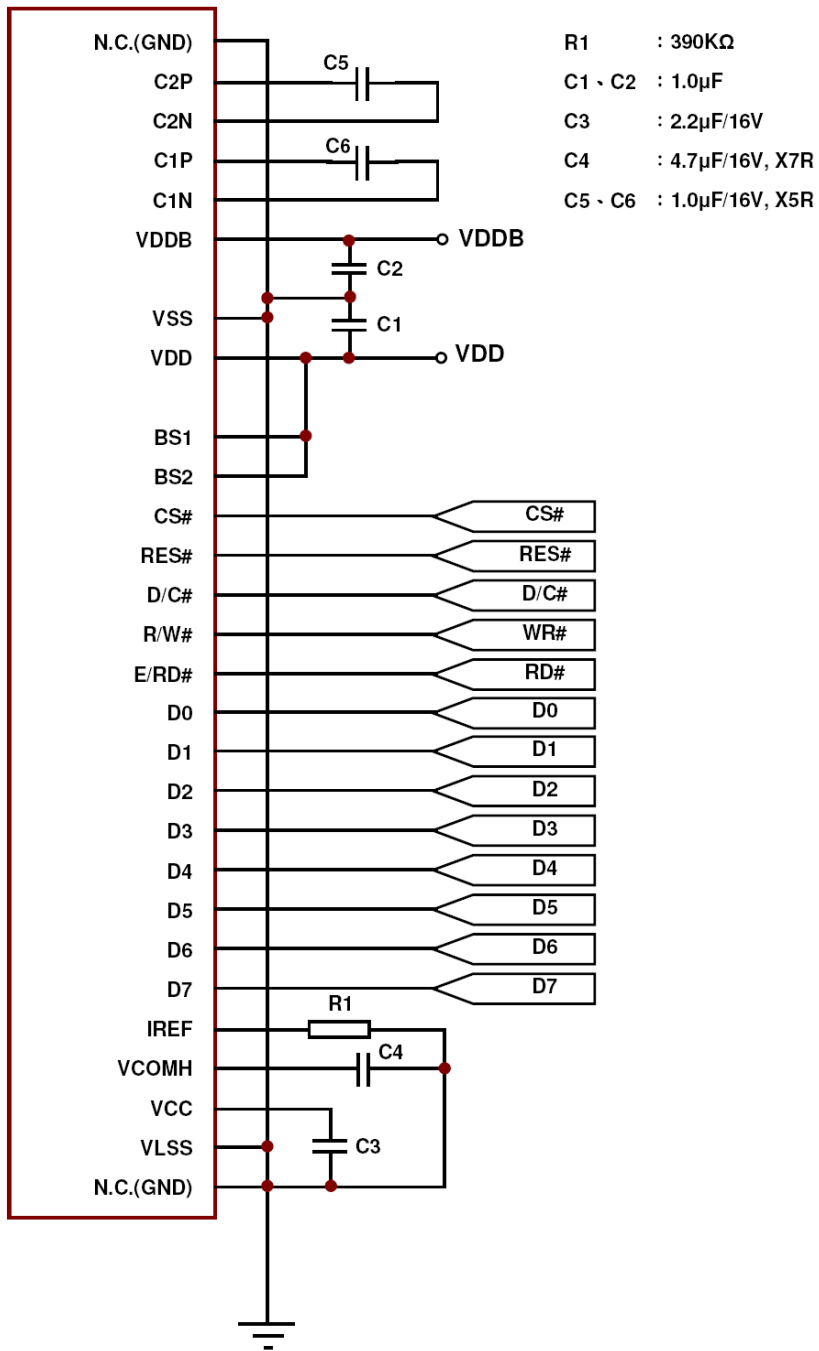 N.C.(GND)
C2P
C5
C2N
C1P
C6
C1N
VDDB
VDDB
C2
VSS
C1
VDD
VDD
BS1
BS2
CS#
CS#
RES#
RES#
D/C#
D/C#
R/W#
WR#
E/RD#
RD#
D0
D0
D1
D1
D2
D2
D3
D3
D4
D4
D5
D5
D6
D6
D7
D7
R1
IREF
C4
VCOMH
VCC
C3
VLSS
N.C.(GND)
R1 : 390KΩ
C1、C2 : 1.0μF
C3 : 2.2μF/16V
C4 : 4.7μF/16V, X7R
C5、C6 : 1.0μF/16V, X5R